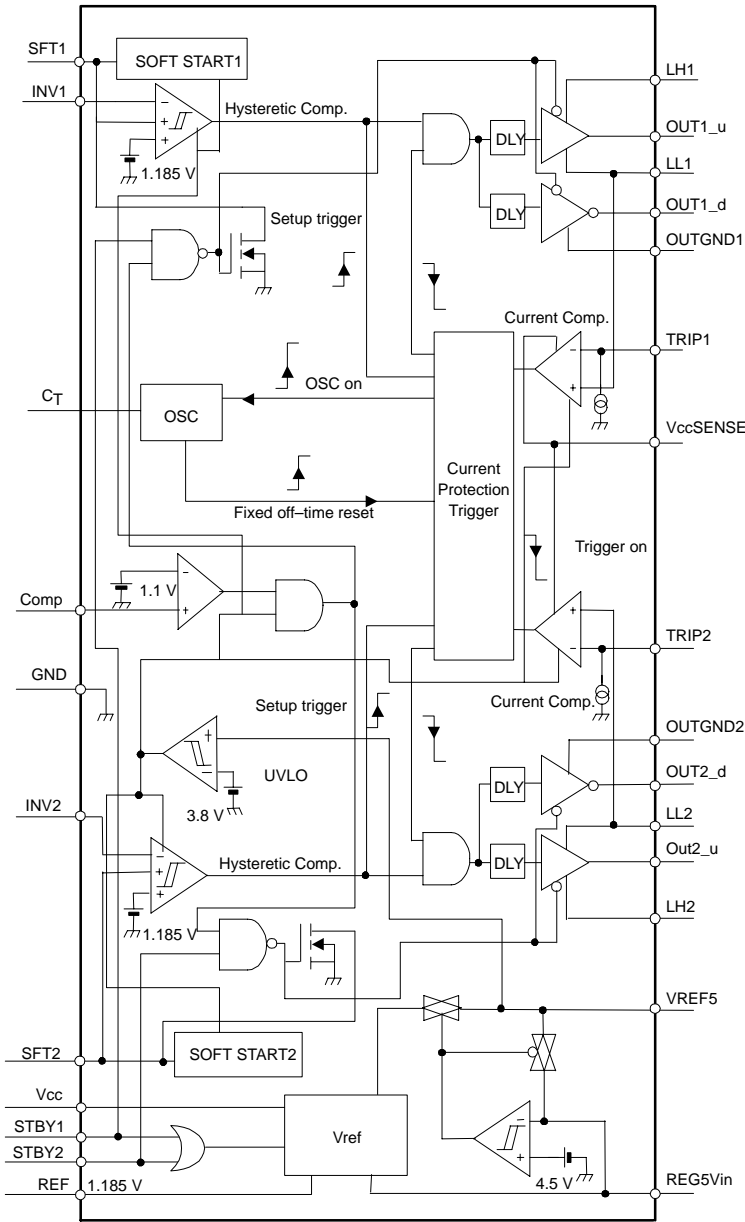 SFT1
SOFT START1
LH1
INV1
Hysteretic Comp.
OUT1_u
DLY
1.185 V
LL1
DLY
OUT1_d
Setup trigger
OUTGND1
Current Comp.
TRIP1
OSC on
CT
OSC
VccSENSE
Current
Protection
Trigger
Fixed off–time reset
Trigger on
1.1 V
Comp
TRIP2
GND
Setup trigger
Current Comp.
OUTGND2
UVLO
DLY
OUT2_d
3.8 V
INV2
LL2
Hysteretic Comp.
DLY
Out2_u
1.185 V
LH2
VREF5
SFT2
SOFT START2
Vcc
STBY1
Vref
STBY2
4.5 V
REF
1.185 V
REG5Vin